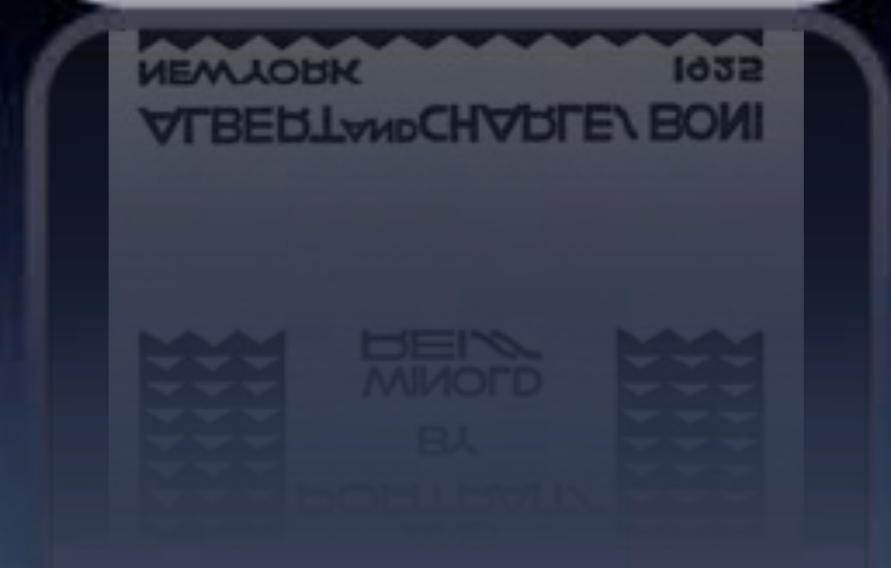 PORTRAITS
BY
WINOLD
REISS
ALBERT AND CHARLES BONI
NEW YORK 1925